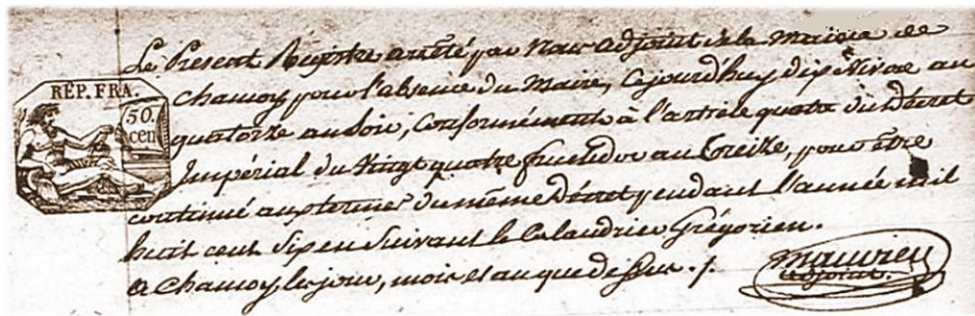 Le Present Registre arrêté par Nous adjoint de la Mairie de
RÉP. FRA.
50.
cen
Chamoy pour l'absence du Maire, Cejourd'huy dix Nivose an
quatorze au Soir, Conformément à l'article quatre du Décret
Impérial du Vingt quatre fructidor an Treize, pour être
continué aux termes du même Décret pendant l'année mil
huit cent Six en Suivant le Calendrier Grégorien.
a Chamoy, les jour, mois et an que dessus ./.
mauvieu
adjoint.